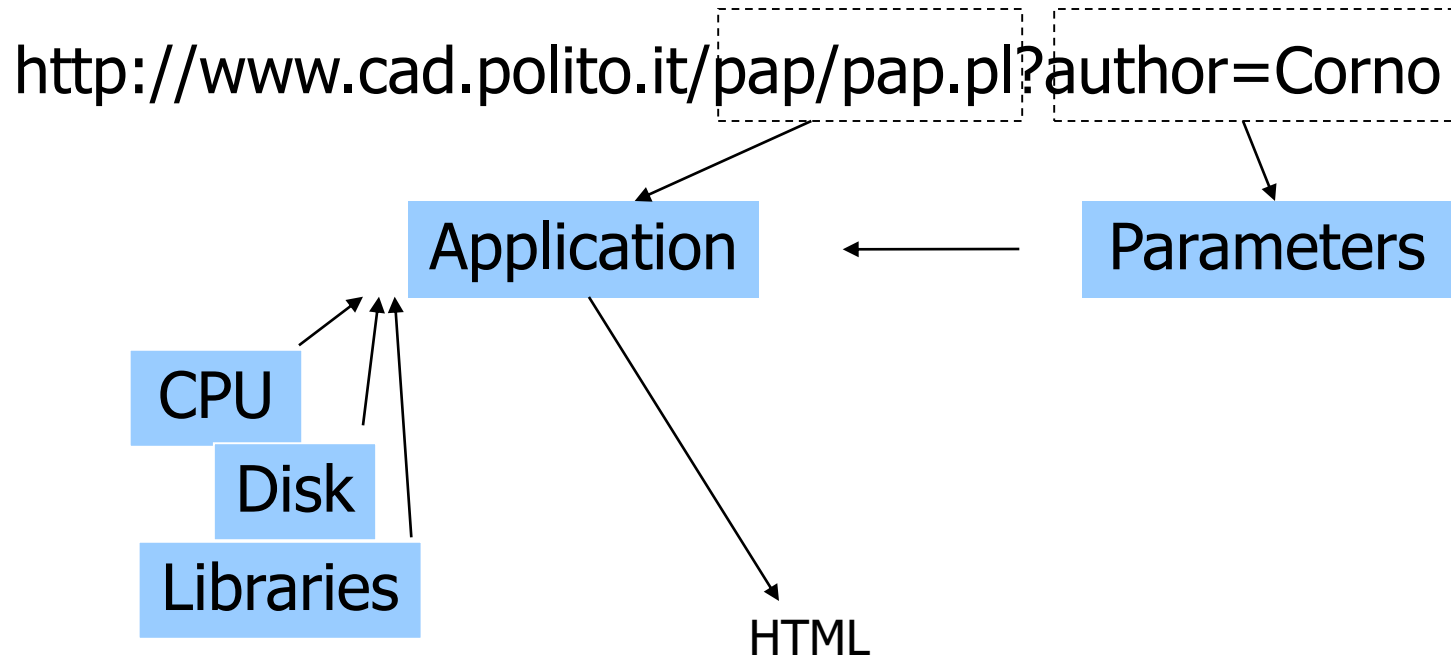 http://www.cad.polito.it/pap/pap.pl?author=Corno
Application
Parameters
CPU
Disk
Libraries
HTML